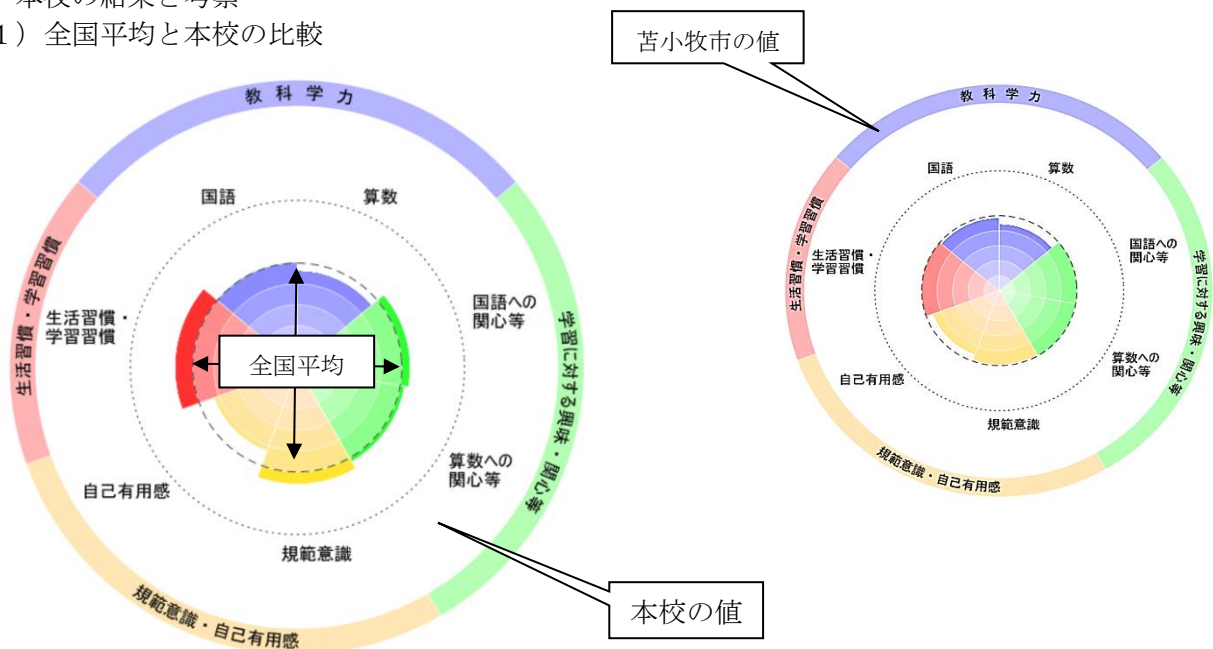 本校の結果と考察
１）全国平均と本校の比較
苫小牧市の値
教科学力
国語
算数
国語への
関心等
算数への
関心等
規範意識
自己有用感
生活習慣・
学習習慣
生活習慣・学習習慣
学習に対する興味・関心等
規範意識・自己有用感
全国平均
本校の値
教科学力
国語
算数
国語への
関心等
算数への
関心等
規範意識
自己有用感
生活習慣・
学習習慣
生活習慣・学習習慣
学習に対する興味・関心等
規範意識・自己有用感